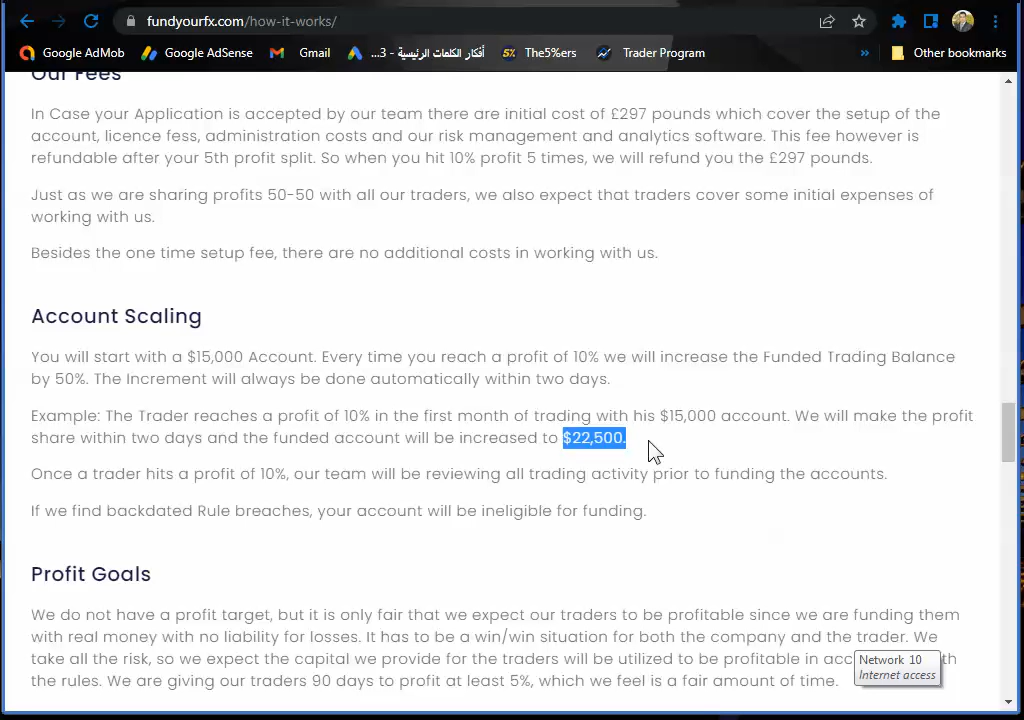 fundyourfx.com/how-it-works/
Google AdMob Google AdSense Gmail أفكار الكلمات الرئيسية - 3... 5% The5%ers Trader Program » Other bookmarks
Our Fees
In Case your Application is accepted by our team there are initial cost of £297 pounds which cover the setup of the
account, licence fess, administration costs and our risk management and analytics software. This fee however is
refundable after your 5th profit split. So when you hit 10% profit 5 times, we will refund you the £297 pounds.
Just as we are sharing profits 50-50 with all our traders, we also expect that traders cover some initial expenses of
working with us.
Besides the one time setup fee, there are no additional costs in working with us.
Account Scaling
You will start with a $15,000 Account. Every time you reach a profit of 10% we will increase the Funded Trading Balance
by 50%. The Increment will always be done automatically within two days.
Example: The Trader reaches a profit of 10% in the first month of trading with his $15,000 account. We will make the profit
share within two days and the funded account will be increased to $22,500.
Once a trader hits a profit of 10%, our team will be reviewing all trading activity prior to funding the accounts.
If we find backdated Rule breaches, your account will be ineligible for funding.
Profit Goals
We do not have a profit target, but it is only fair that we expect our traders to be profitable since we are funding them
with real money with no liability for losses. It has to be a win/win situation for both the company and the trader. We
take all the risk, so we expect the capital we provide for the traders will be utilized to be profitable in acc
the rules. We are giving our traders 90 days to profit at least 5%, which we feel is a fair amount of time.
Network 10
Internet access